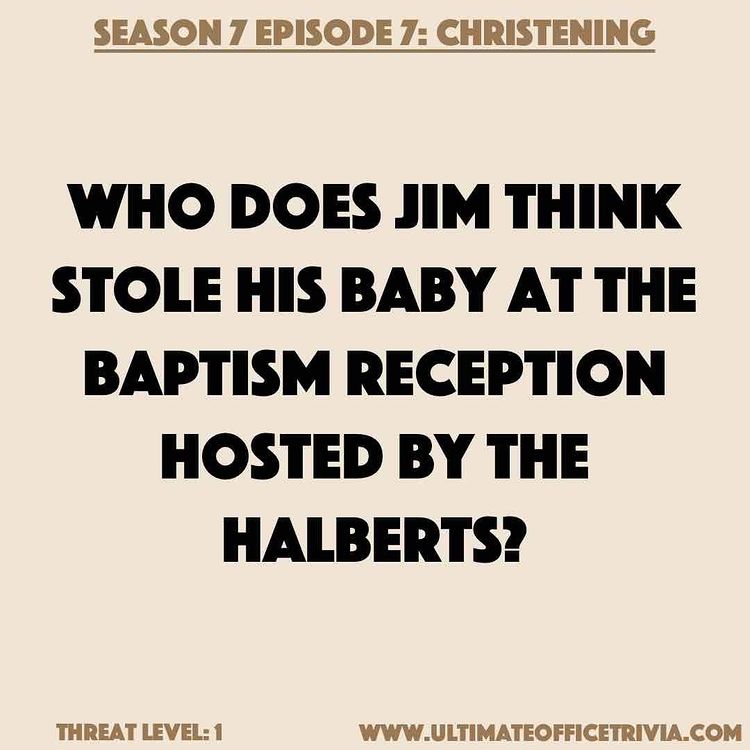 SEASON 7 EPISODE 7: CHRISTENING
WHO DOES JIM THINK
STOLE HIS BABY AT THE
BAPTISM RECEPTION
HOSTED BY THE
HALBERTS?
THREAT LEVEL: 1
WWW.ULTIMATEOFFICETRIVIA.COM